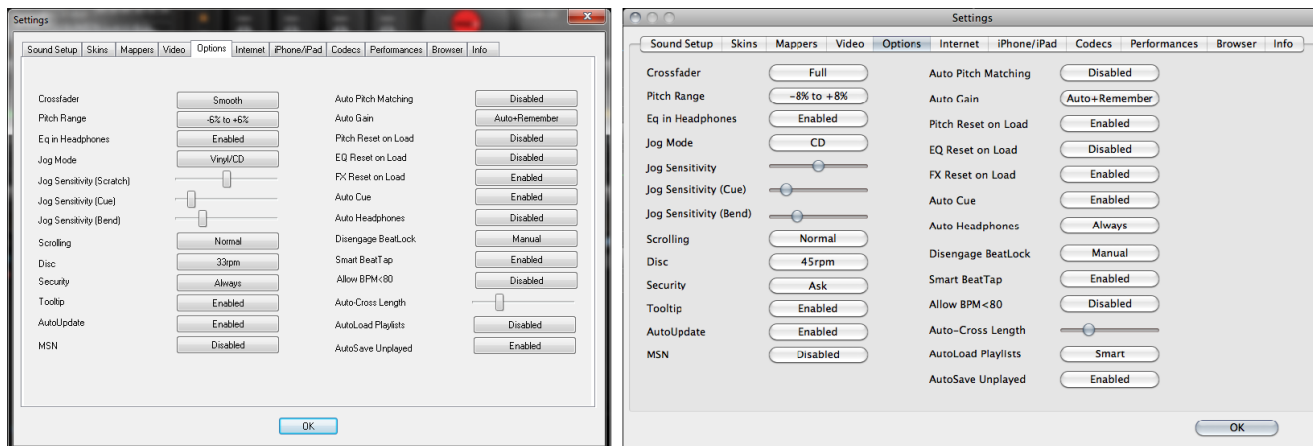 Settings
Sound Setup Skins Mappers Video Options Internet iPhone/iPad Codecs Performances Browser Info
Crossfader Smooth
Pitch Range -6% to +6%
Eq in Headphones Enabled
Jog Mode Vinyl/CD
Jog Sensitivity (Scratch)
Jog Sensitivity (Cue)
Jog Sensitivity (Bend)
Scrolling Normal
Disc 33rpm
Security Always
Tooltip Enabled
AutoUpdate Enabled
MSN Disabled
Auto Pitch Matching Disabled
Auto Gain Auto+Remember
Pitch Reset on Load Disabled
EQ Reset on Load Disabled
FX Reset on Load Enabled
Auto Cue Enabled
Auto Headphones Disabled
Disengage BeatLock Manual
Smart BeatTap Enabled
Allow BPM<80 Disabled
Auto-Cross Length
AutoLoad Playlists Disabled
AutoSave Unplayed Enabled
OK
Settings
Sound Setup Skins Mappers Video Options Internet iPhone/iPad Codecs Performances Browser Info
Crossfader Full
Pitch Range -8% to +8%
Eq in Headphones Enabled
Jog Mode CD
Jog Sensitivity
Jog Sensitivity (Cue)
Jog Sensitivity (Bend)
Scrolling Normal
Disc 45rpm
Security Ask
Tooltip Enabled
AutoUpdate Enabled
MSN Disabled
Auto Pitch Matching Disabled
Auto Gain Auto+Remember
Pitch Reset on Load Enabled
EQ Reset on Load Disabled
FX Reset on Load Enabled
Auto Cue Enabled
Auto Headphones Always
Disengage BeatLock Manual
Smart BeatTap Enabled
Allow BPM<80 Disabled
Auto-Cross Length
AutoLoad Playlists Smart
AutoSave Unplayed Enabled
OK